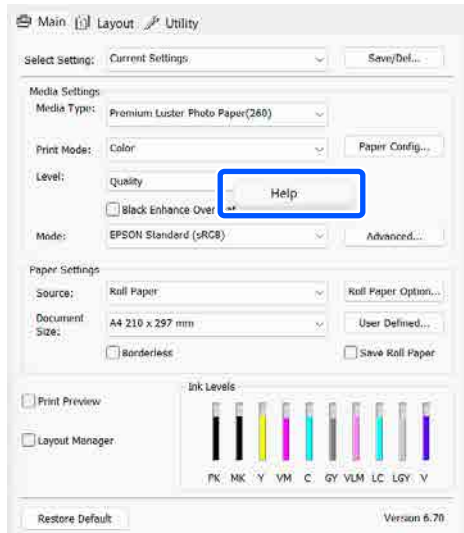 Main Layout Utility
Select Setting: Current Settings Save/Del...
Media Settings
Media Type: Premium Luster Photo Paper(260)
Print Mode: Color Paper Config...
Level: Quality
Help
Black Enhance Over
Mode: EPSON Standard (sRGB) Advanced...
Paper Settings
Source: Roll Paper Roll Paper Option...
Document Size: A4 210 x 297 mm User Defined...
Borderless Save Roll Paper
Ink Levels
Print Preview
Layout Manager
PK MK Y VM C GY VLM LC LGY V
Restore Default Version 6.70